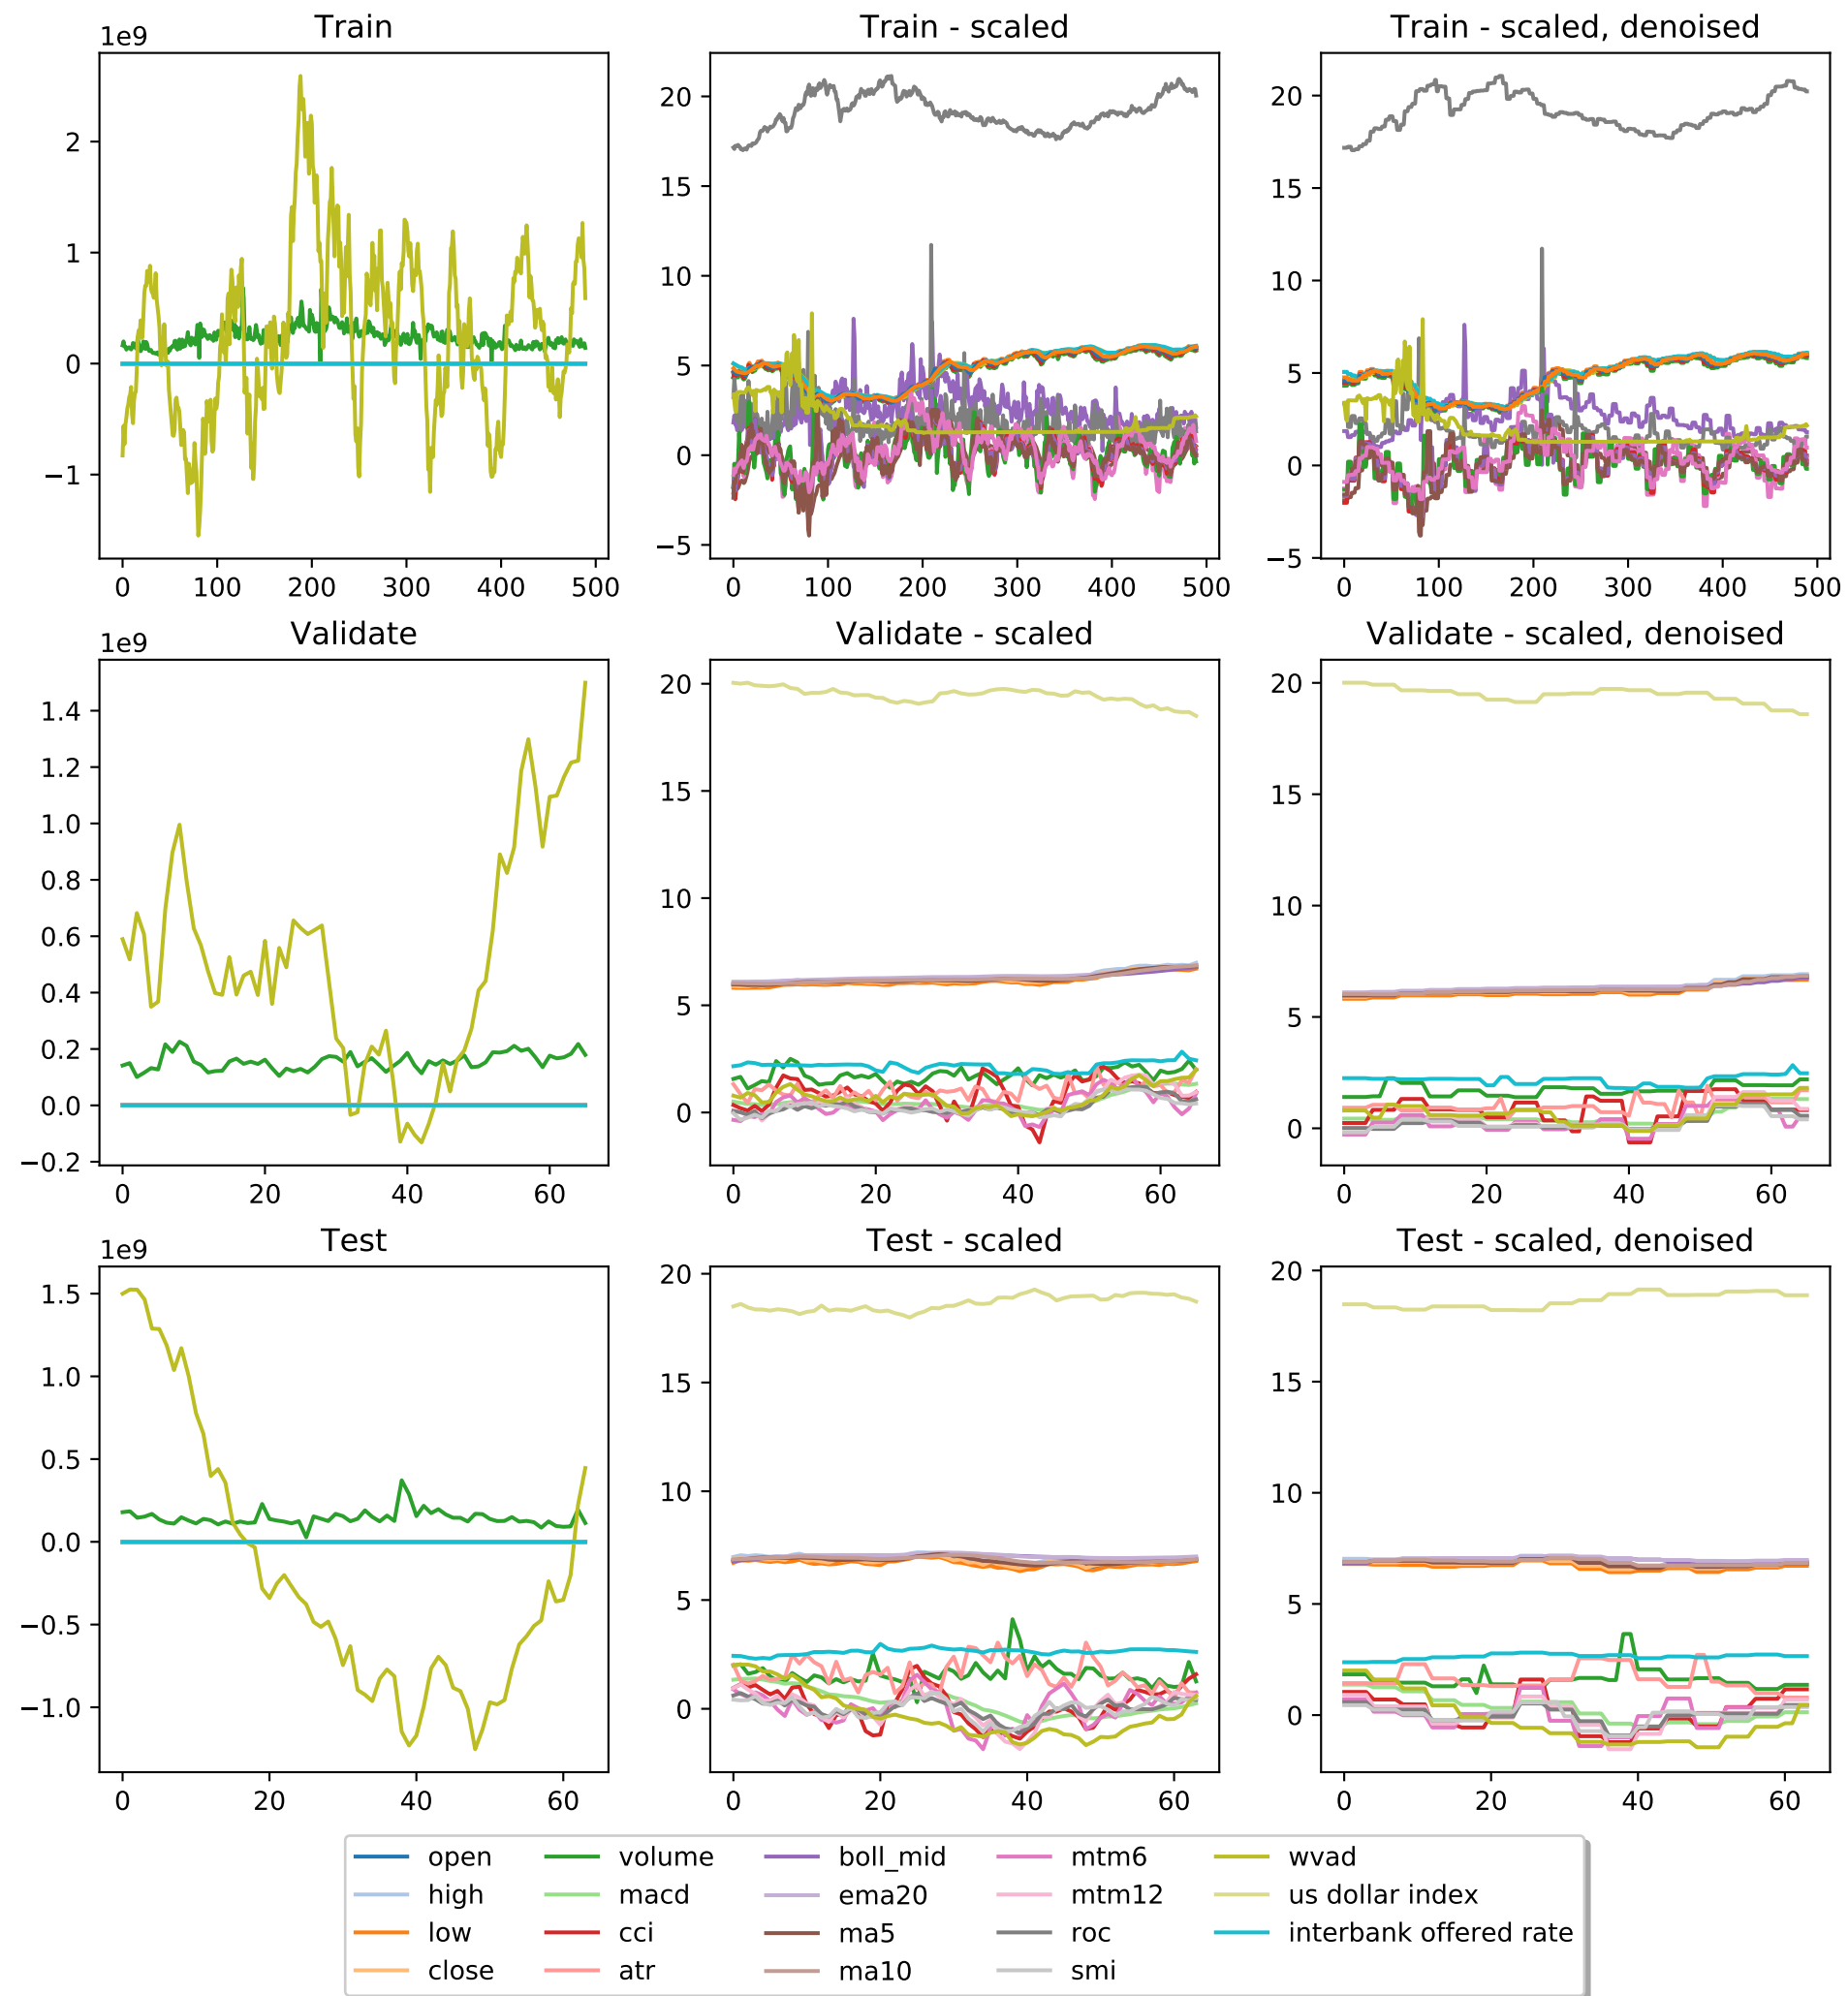 Train
Train - scaled
Train - scaled, denoised
1e9
2
1
0
−1
0 100 200 300 400 500
20
15
10
5
0
−5
0 100 200 300 400 500
20
15
10
5
0
−5
0 100 200 300 400 500
Validate
Validate - scaled
Validate - scaled, denoised
1e9
1.4
1.2
1.0
0.8
0.6
0.4
0.2
0.0
−0.2
0 20 40 60
20
15
10
5
0
0 20 40 60
20
15
10
5
0
0 20 40 60
Test
Test - scaled
Test - scaled, denoised
1e9
1.5
1.0
0.5
0.0
−0.5
−1.0
0 20 40 60
20
15
10
5
0
0 20 40 60
20
15
10
5
0
0 20 40 60
open
high
low
close
volume
macd
cci
atr
boll_mid
ema20
ma5
ma10
mtm6
mtm12
roc
smi
wvad
us dollar index
interbank offered rate